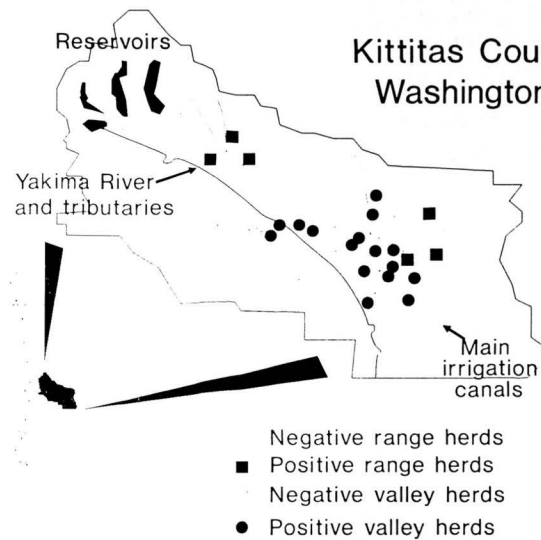 Reservoirs
Kittitas Cou
Washington
Yakima River
and tributaries
Main
irrigation
canals
Negative range herds
Positive range herds
Negative valley herds
Positive valley herds